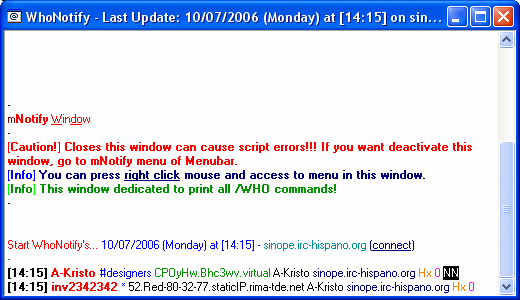 WhoNotify - Last Update: 10/07/2006 (Monday) at [14:15] on sin...
-
mNotify Window
-
[Caution!] Closes this window can cause script errors!!! If you want deactivate this
window, go to mNotify menu of Menubar.
[Info] You can press right click mouse and access to menu in this window.
[Info] This window dedicated to print all /WHO commands!
-
Start WhoNotify's... 10/07/2006 (Monday) at [14:15] - sinope.irc-hispano.org (connect)
-
[14:15] A-Kristo #designers CPOyHw.Bhc3wv.virtual A-Kristo sinope.irc-hispano.org Hx 0 NN
[14:15] inv2342342 * 52.Red-80-32-77.staticIP.rima-tde.net A-Kristo sinope.irc-hispano.org Hx 0